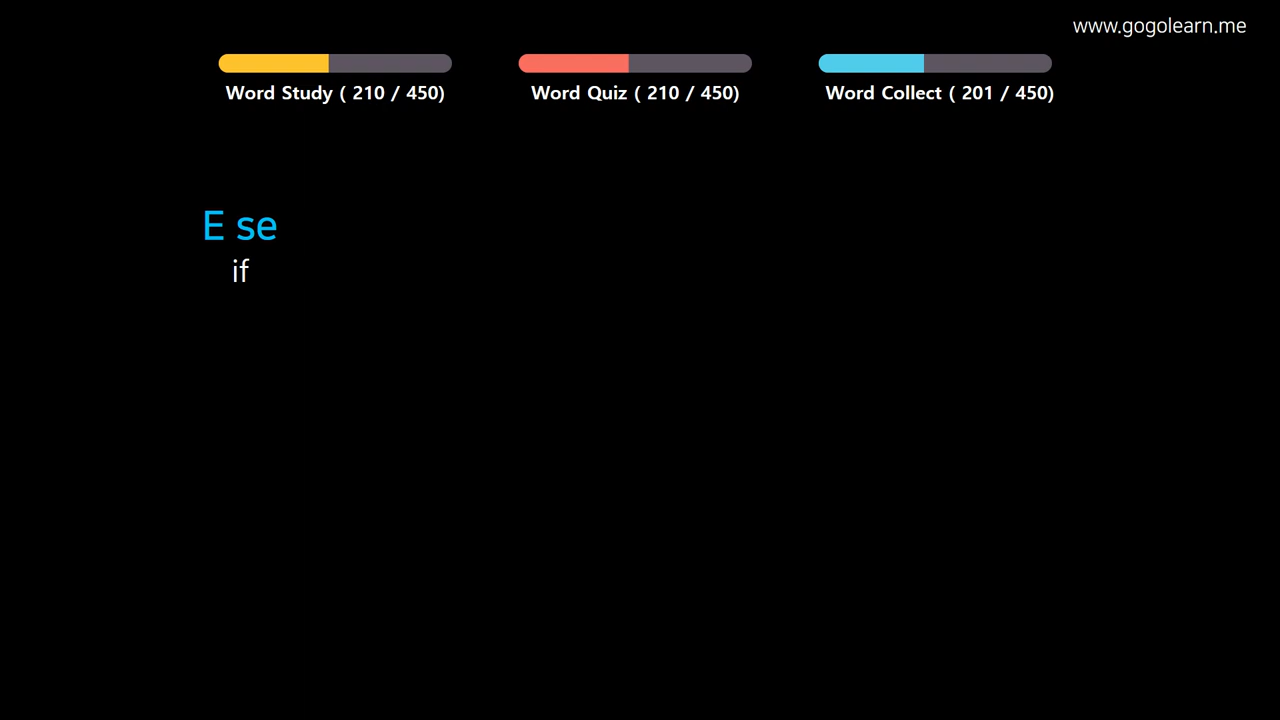 www.gogolearn.me
Word Study ( 210 / 450)
Word Quiz ( 210 / 450)
Word Collect ( 201 / 450)
E se
if